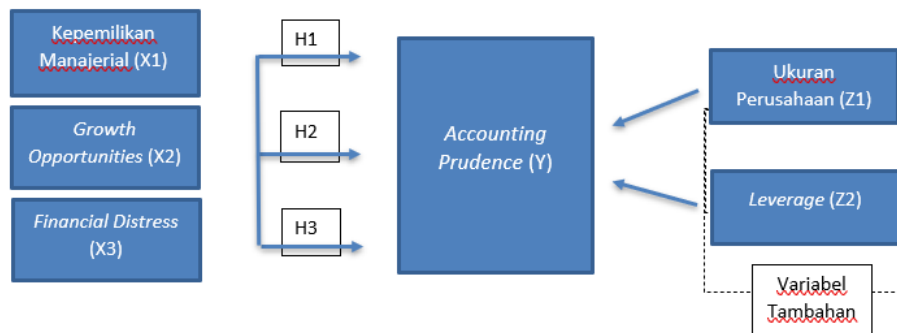 Kepemilikan
Manajerial (X1)
Growth
Opportunities (X2)
Financial Distress
(X3)
H1
H2
H3
Accounting
Prudence (Y)
Ukuran
Perusahaan (Z1)
Leverage (Z2)
Variabel
Tambahan